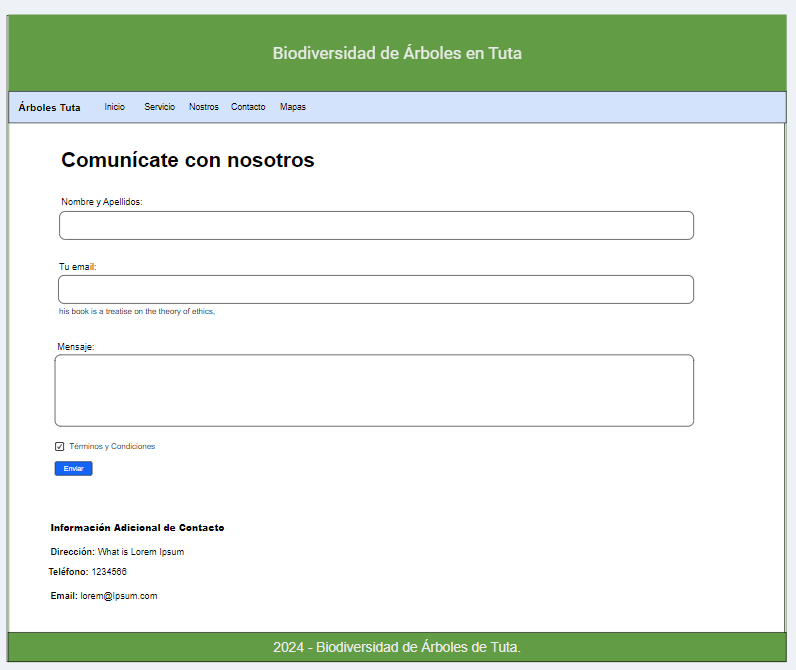 Biodiversidad de Árboles en Tuta
Árboles Tuta Inicio Servicio Nostros Contacto Mapas
Comunícate con nosotros
Nombre y Apellidos:
Tu email:
his book is a treatise on the theory of ethics,
Mensaje:
Términos y Condiciones
Enviar
Información Adicional de Contacto
Dirección: What is Lorem Ipsum
Teléfono: 1234566
Email: lorem@Ipsum.com
2024 - Biodiversidad de Árboles de Tuta.